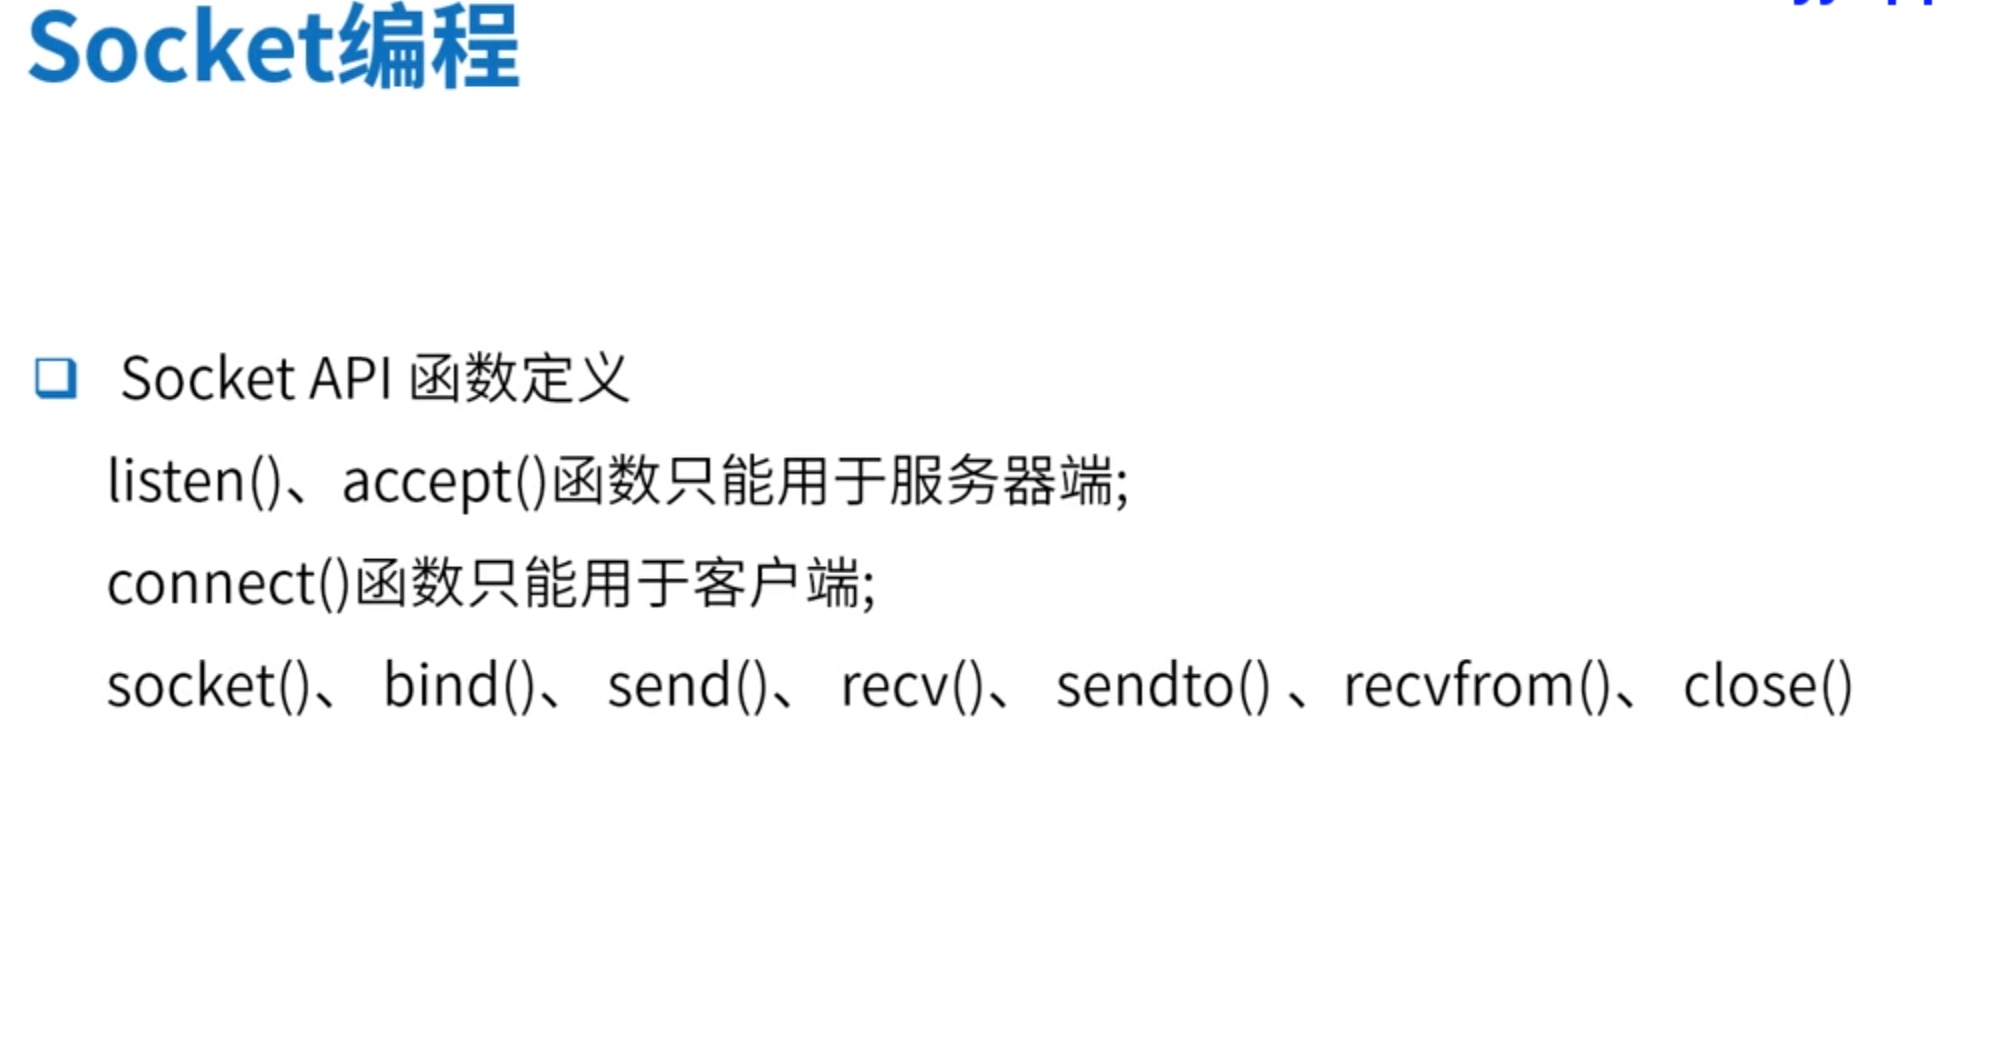 Socket编程
Socket API 函数定义
listen()、accept()函数只能用于服务器端;
connect()函数只能用于客户端;
socket()、 bind()、 send()、 recv()、 sendto() 、recvfrom()、 close()